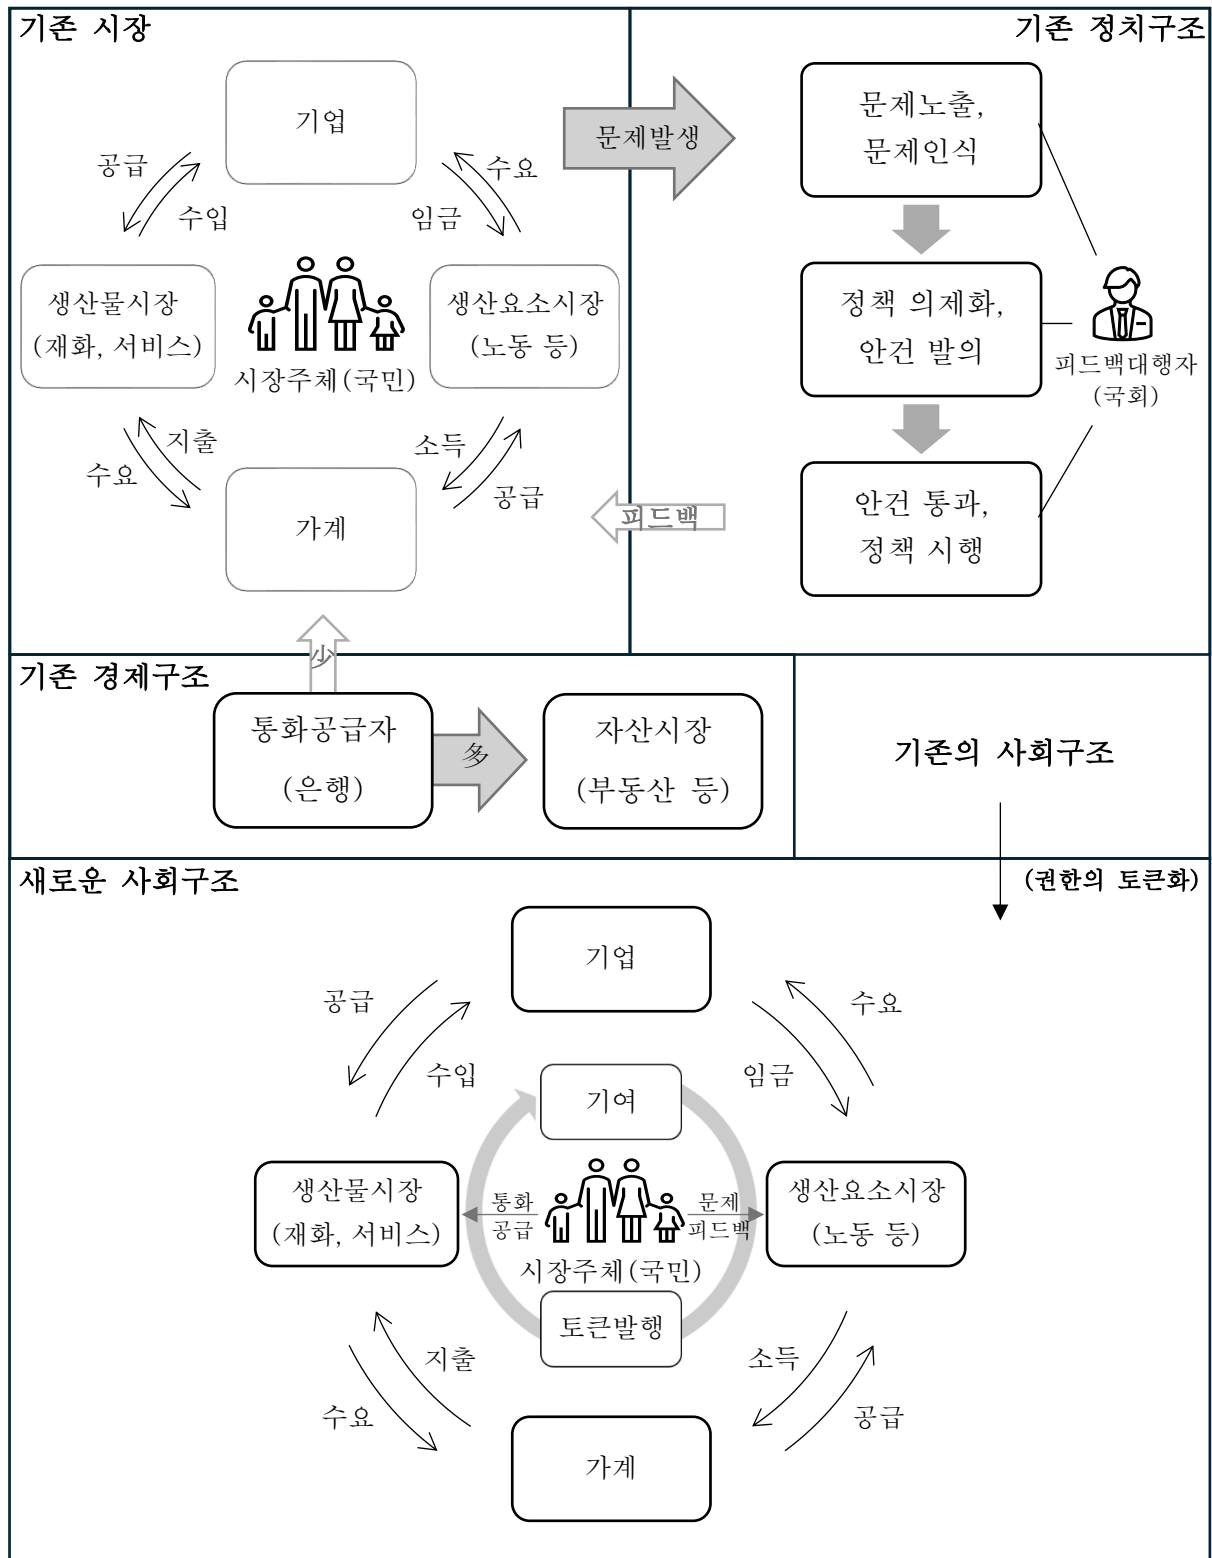 기존 시장
기업
공급
수입
수요
임금
생산물시장
(재화, 서비스)
시장주체(국민)
생산요소시장
(노동 등)
지출
수요
소득
공급
가계
문제발생
피드백
기존 정치구조
문제노출,
문제인식
정책 의제화,
안건 발의
안건 통과,
정책 시행
피드백대행자
(국회)
기존 경제구조
少
통화공급자
(은행)
多
자산시장
(부동산 등)
기존의 사회구조
새로운 사회구조
(권한의 토큰화)
기업
공급
수입
수요
임금
기여
생산물시장
(재화, 서비스)
통화
공급
문제
피드백
시장주체(국민)
생산요소시장
(노동 등)
토큰발행
지출
수요
소득
공급
가계